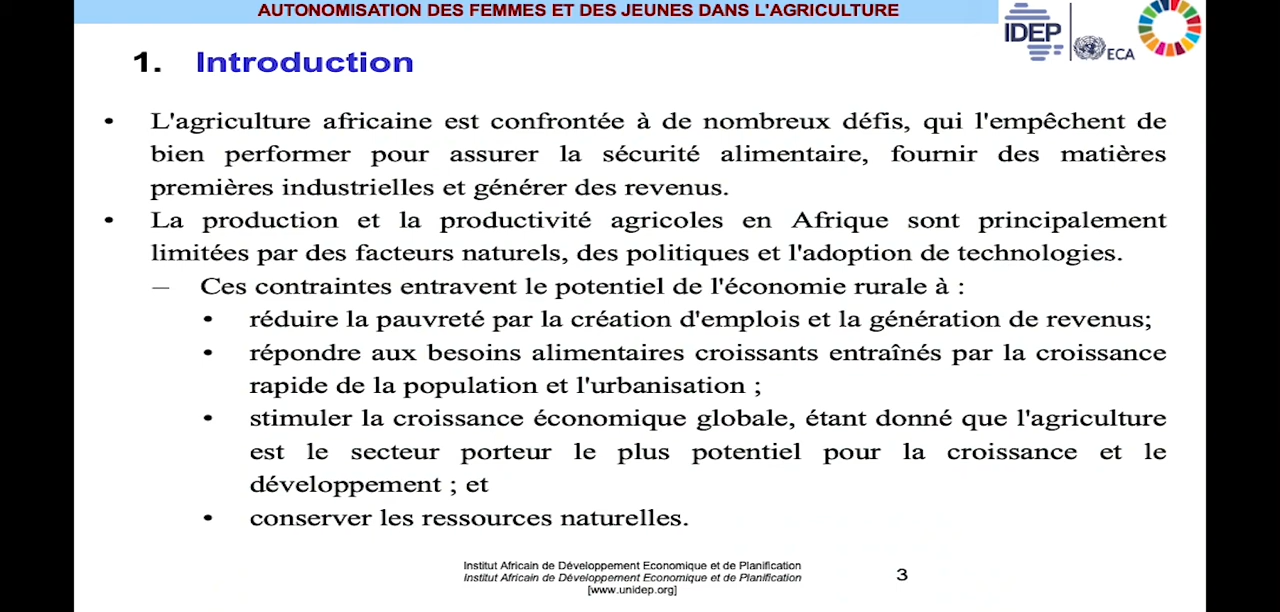 AUTONOMISATION DES FEMMES ET DES JEUNES DANS L'AGRICULTURE
IDEP
ECA
1. Introduction
• L'agriculture africaine est confrontée à de nombreux défis, qui l'empêchent de
bien performer pour assurer la sécurité alimentaire, fournir des matières
premières industrielles et générer des revenus.
• La production et la productivité agricoles en Afrique sont principalement
limitées par des facteurs naturels, des politiques et l'adoption de technologies.
– Ces contraintes entravent le potentiel de l'économie rurale à :
• réduire la pauvreté par la création d'emplois et la génération de revenus;
• répondre aux besoins alimentaires croissants entraînés par la croissance
rapide de la population et l'urbanisation ;
• stimuler la croissance économique globale, étant donné que l'agriculture
est le secteur porteur le plus potentiel pour la croissance et le
développement ; et
• conserver les ressources naturelles.
Institut Africain de Développement Economique et de Planification
Institut Africain de Développement Economique et de Planification
[www.unidep.org]
3